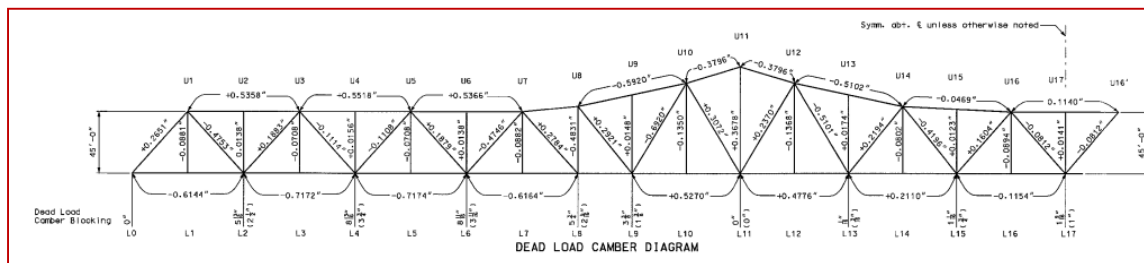 Symm. abt. ℄ unless otherwise noted
U11
U10 U12
U9 U13
U1 U2 U3 U4 U5 U6 U7 U8 U14 U15 U16 U17 U16'
-0.3796" -0.3796"
-0.5920" -0.5102"
+0.5358" +0.5518" +0.5366" -0.0469" 0.1140"
45'-0" +0.2651" -0.0881" -0.4753" 0.0138" +0.1883" -0.0708" -0.1114" +0.0156" -0.1108" -0.0708" +0.1879" +0.0138" -0.4746" -0.0882" +0.2784" -0.4831" +0.2921" +0.0148" -0.6920" -0.1350" +0.3072" +0.3678" +0.2370" -0.1368" -0.5101" +0.0174" +0.2194" -0.0802" -0.4196" +0.0123" +0.1604" -0.0894" -0.0812" +0.0141" -0.0812" 45'-0"
-0.6144" -0.7172" -0.7174" -0.6164" +0.5270" +0.4776" +0.2110" -0.1154"
Dead Load
Camber Blocking
0" 0" (0") (1")
L0 L1 L2 L3 L4 L5 L6 L7 L8 L9 L10 L11 L12 L13 L14 L15 L16 L17
DEAD LOAD CAMBER DIAGRAM